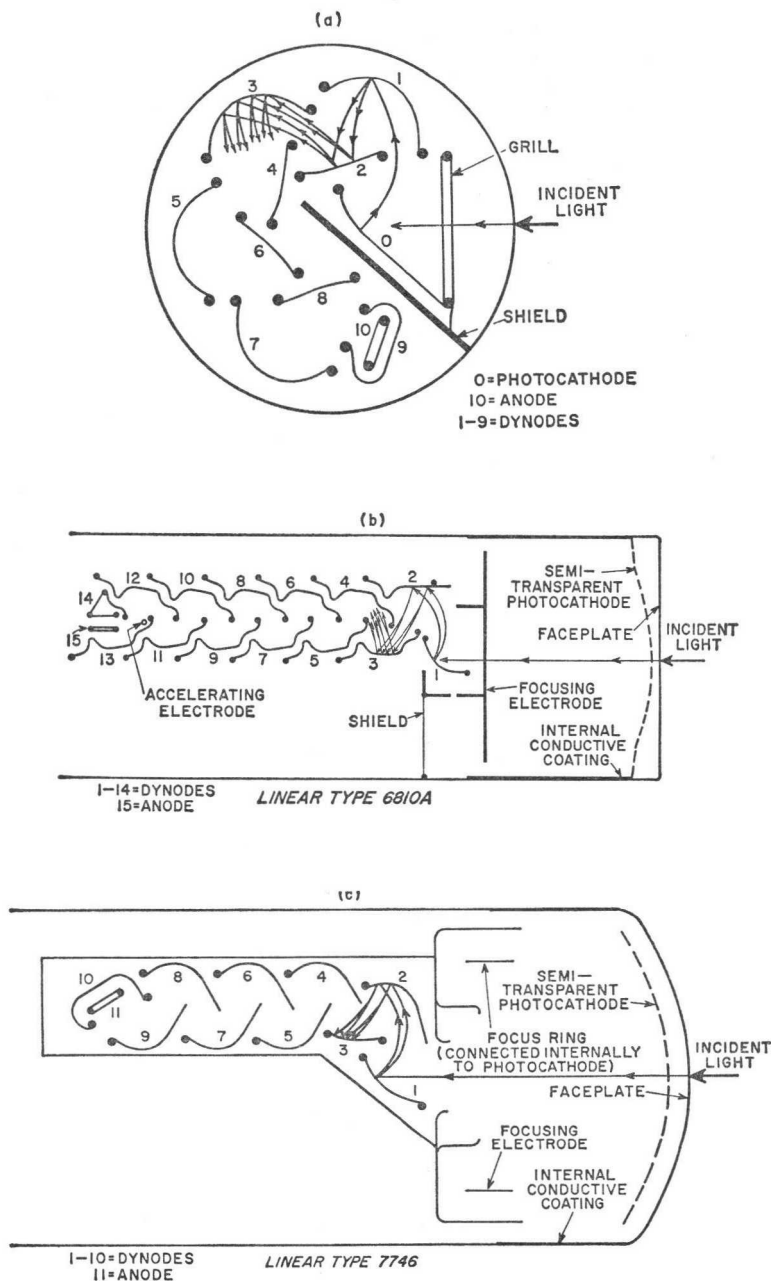 (a)
3
1
GRILL
4
2
5
INCIDENT
LIGHT
0
6
8
SHIELD
10
7
9
0=PHOTOCATHODE
10=ANODE
1-9=DYNODES
(b)
SEMI-
TRANSPARENT
PHOTOCATHODE
12 10 8 6 4 2
14
FACEPLATE
15
INCIDENT
LIGHT
13 11 9 7 5 3
1
ACCELERATING
ELECTRODE
FOCUSING
ELECTRODE
SHIELD
INTERNAL
CONDUCTIVE
COATING
1-14=DYNODES
15=ANODE
LINEAR TYPE 6810A
(c)
10 8 6 4 2
SEMI-
TRANSPARENT
PHOTOCATHODE
11
FOCUS RING
(CONNECTED INTERNALLY
TO PHOTOCATHODE)
9 7 5 3
INCIDENT
LIGHT
1
FACEPLATE
FOCUSING
ELECTRODE
INTERNAL
CONDUCTIVE
COATING
1-10=DYNODES
11=ANODE
LINEAR TYPE 7746